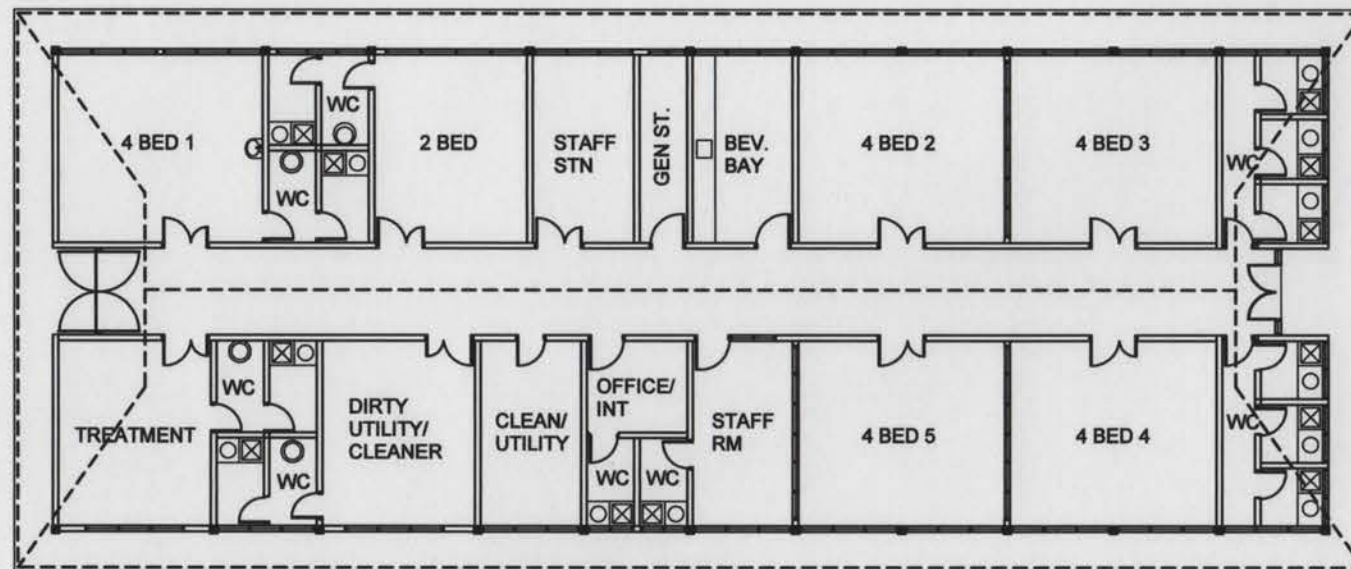 4 BED 1
WC
WC
2 BED
STAFF
STN
GEN ST.
BEV.
BAY
4 BED 2
4 BED 3
WC
TREATMENT
WC
WC
DIRTY
UTILITY/
CLEANER
CLEAN/
UTILITY
OFFICE/
INT
WC
WC
STAFF
RM
4 BED 5
4 BED 4
WC